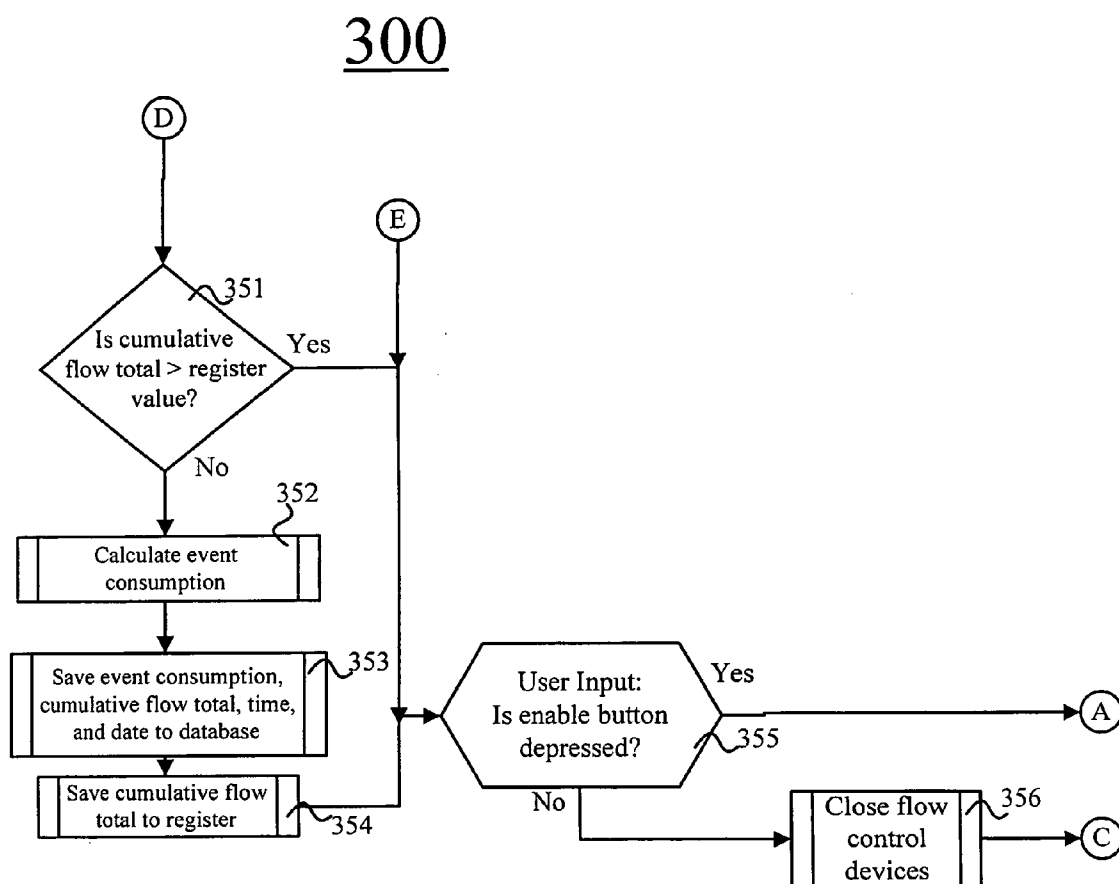 300
D
E
351
Is cumulative
flow total > register
value?
Yes
No
352
Calculate event
consumption
353
Save event consumption,
cumulative flow total, time,
and date to database
Save cumulative flow
total to register
354
User Input:
Is enable button
depressed?
Yes
355
A
No
Close flow
control
devices
356
C